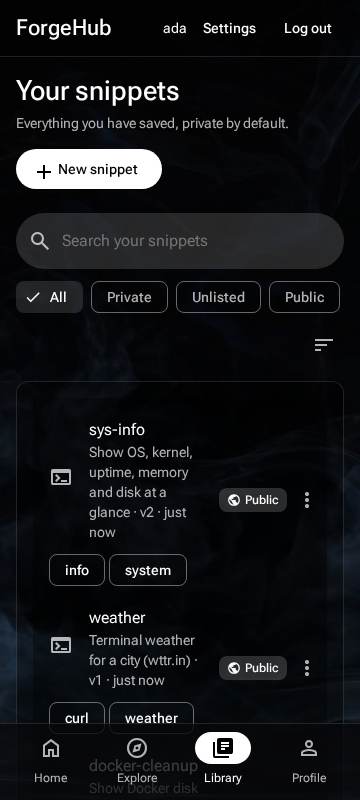 ForgeHub
ada
Settings
Log out
Your snippets
Everything you have saved, private by default.
New snippet
Search your snippets
All
Private
Unlisted
Public
sys-info
Show OS, kernel,
uptime, memory
and disk at a
glance · v2 · just
now
Public
info
system
weather
Terminal weather
for a city (wttr.in) ·
v1 · just now
Public
curl
weather
docker-cleanup
Show Docker disk
Home
Explore
Library
Profile